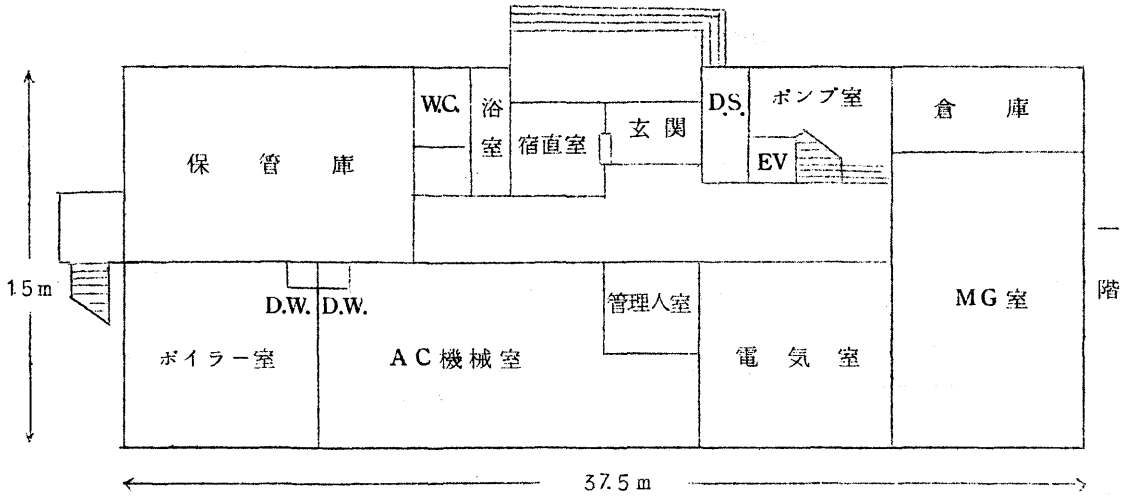 保管庫
W.C.
浴室
宿直室
玄関
D.S.
ポンプ室
EV
倉庫
15m
D.W.
D.W.
ボイラー室
AC機械室
管理人室
電気室
MG室
一階
37.5m